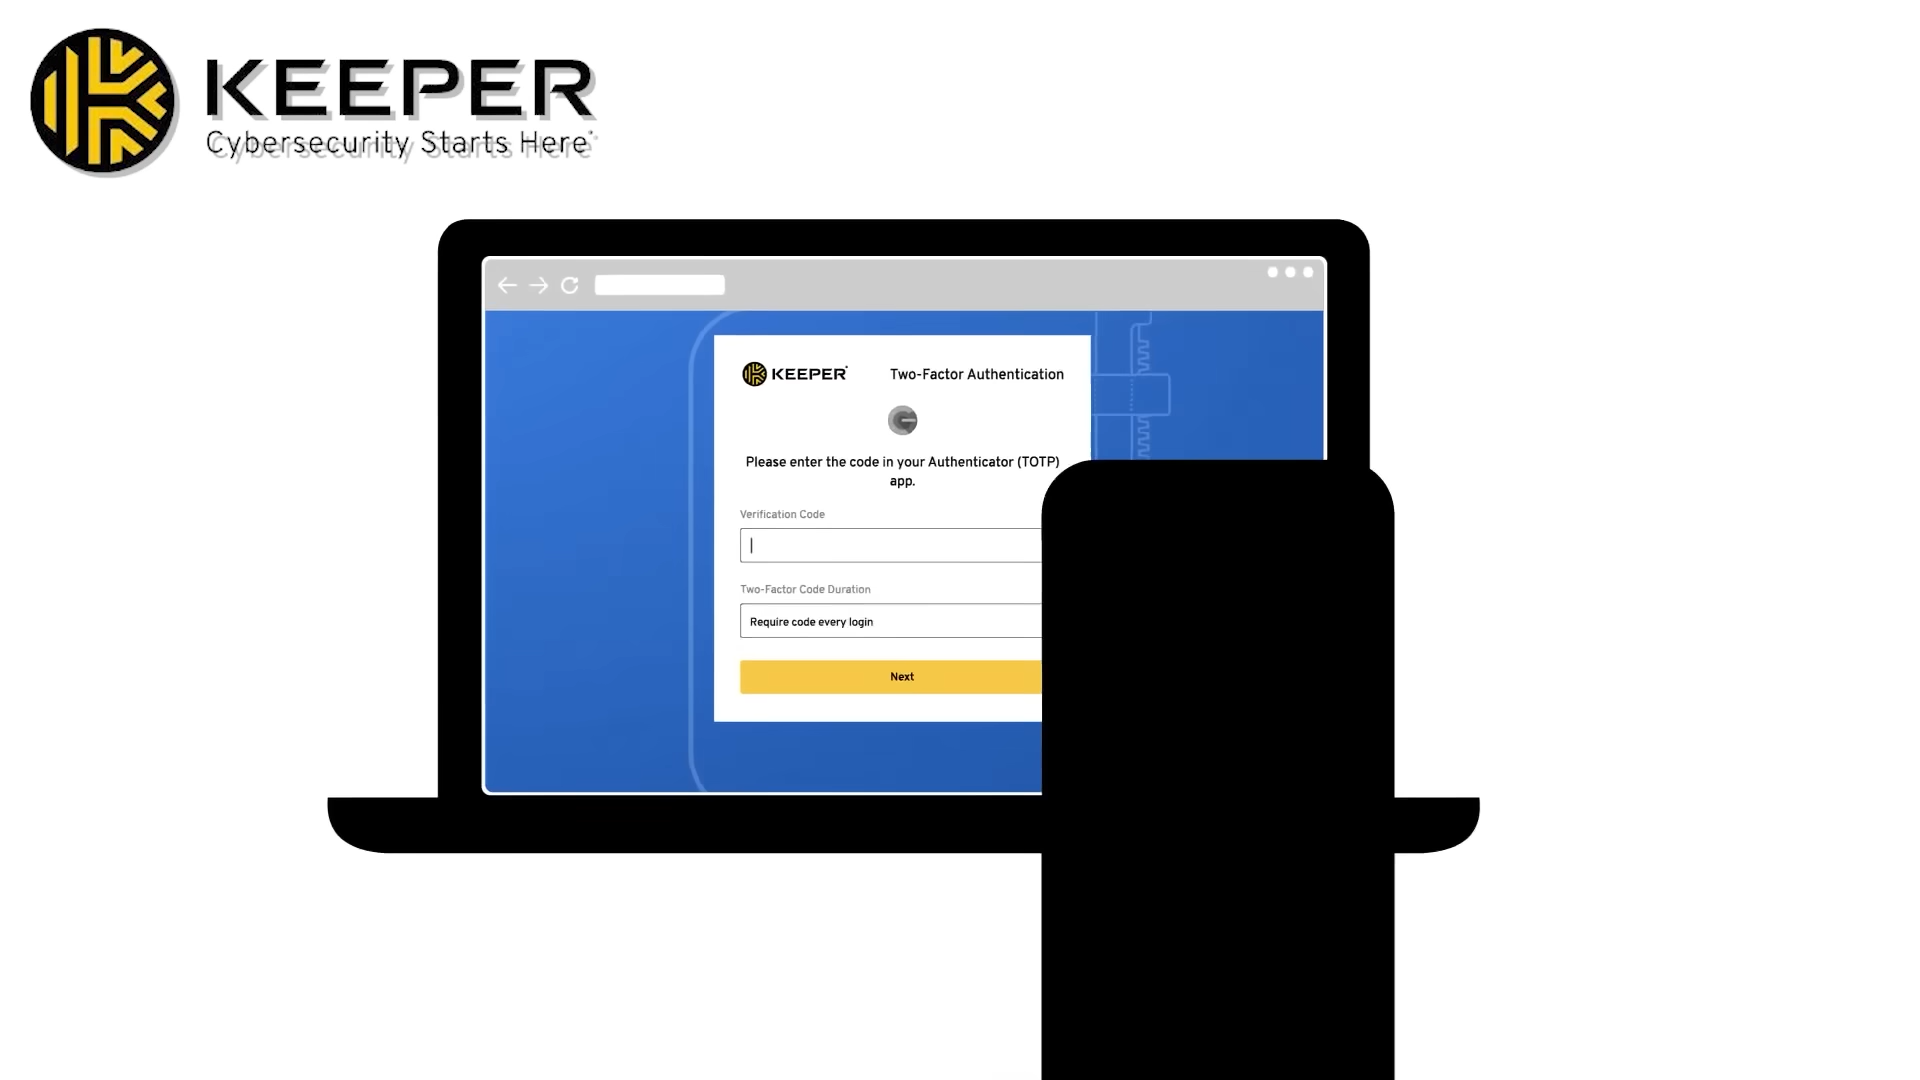 KEEPER
Cybersecurity Starts Here®
KEEPER®
Two-Factor Authentication
Please enter the code in your Authenticator (TOTP)
app.
Verification Code
Two-Factor Code Duration
Require code every login
Next